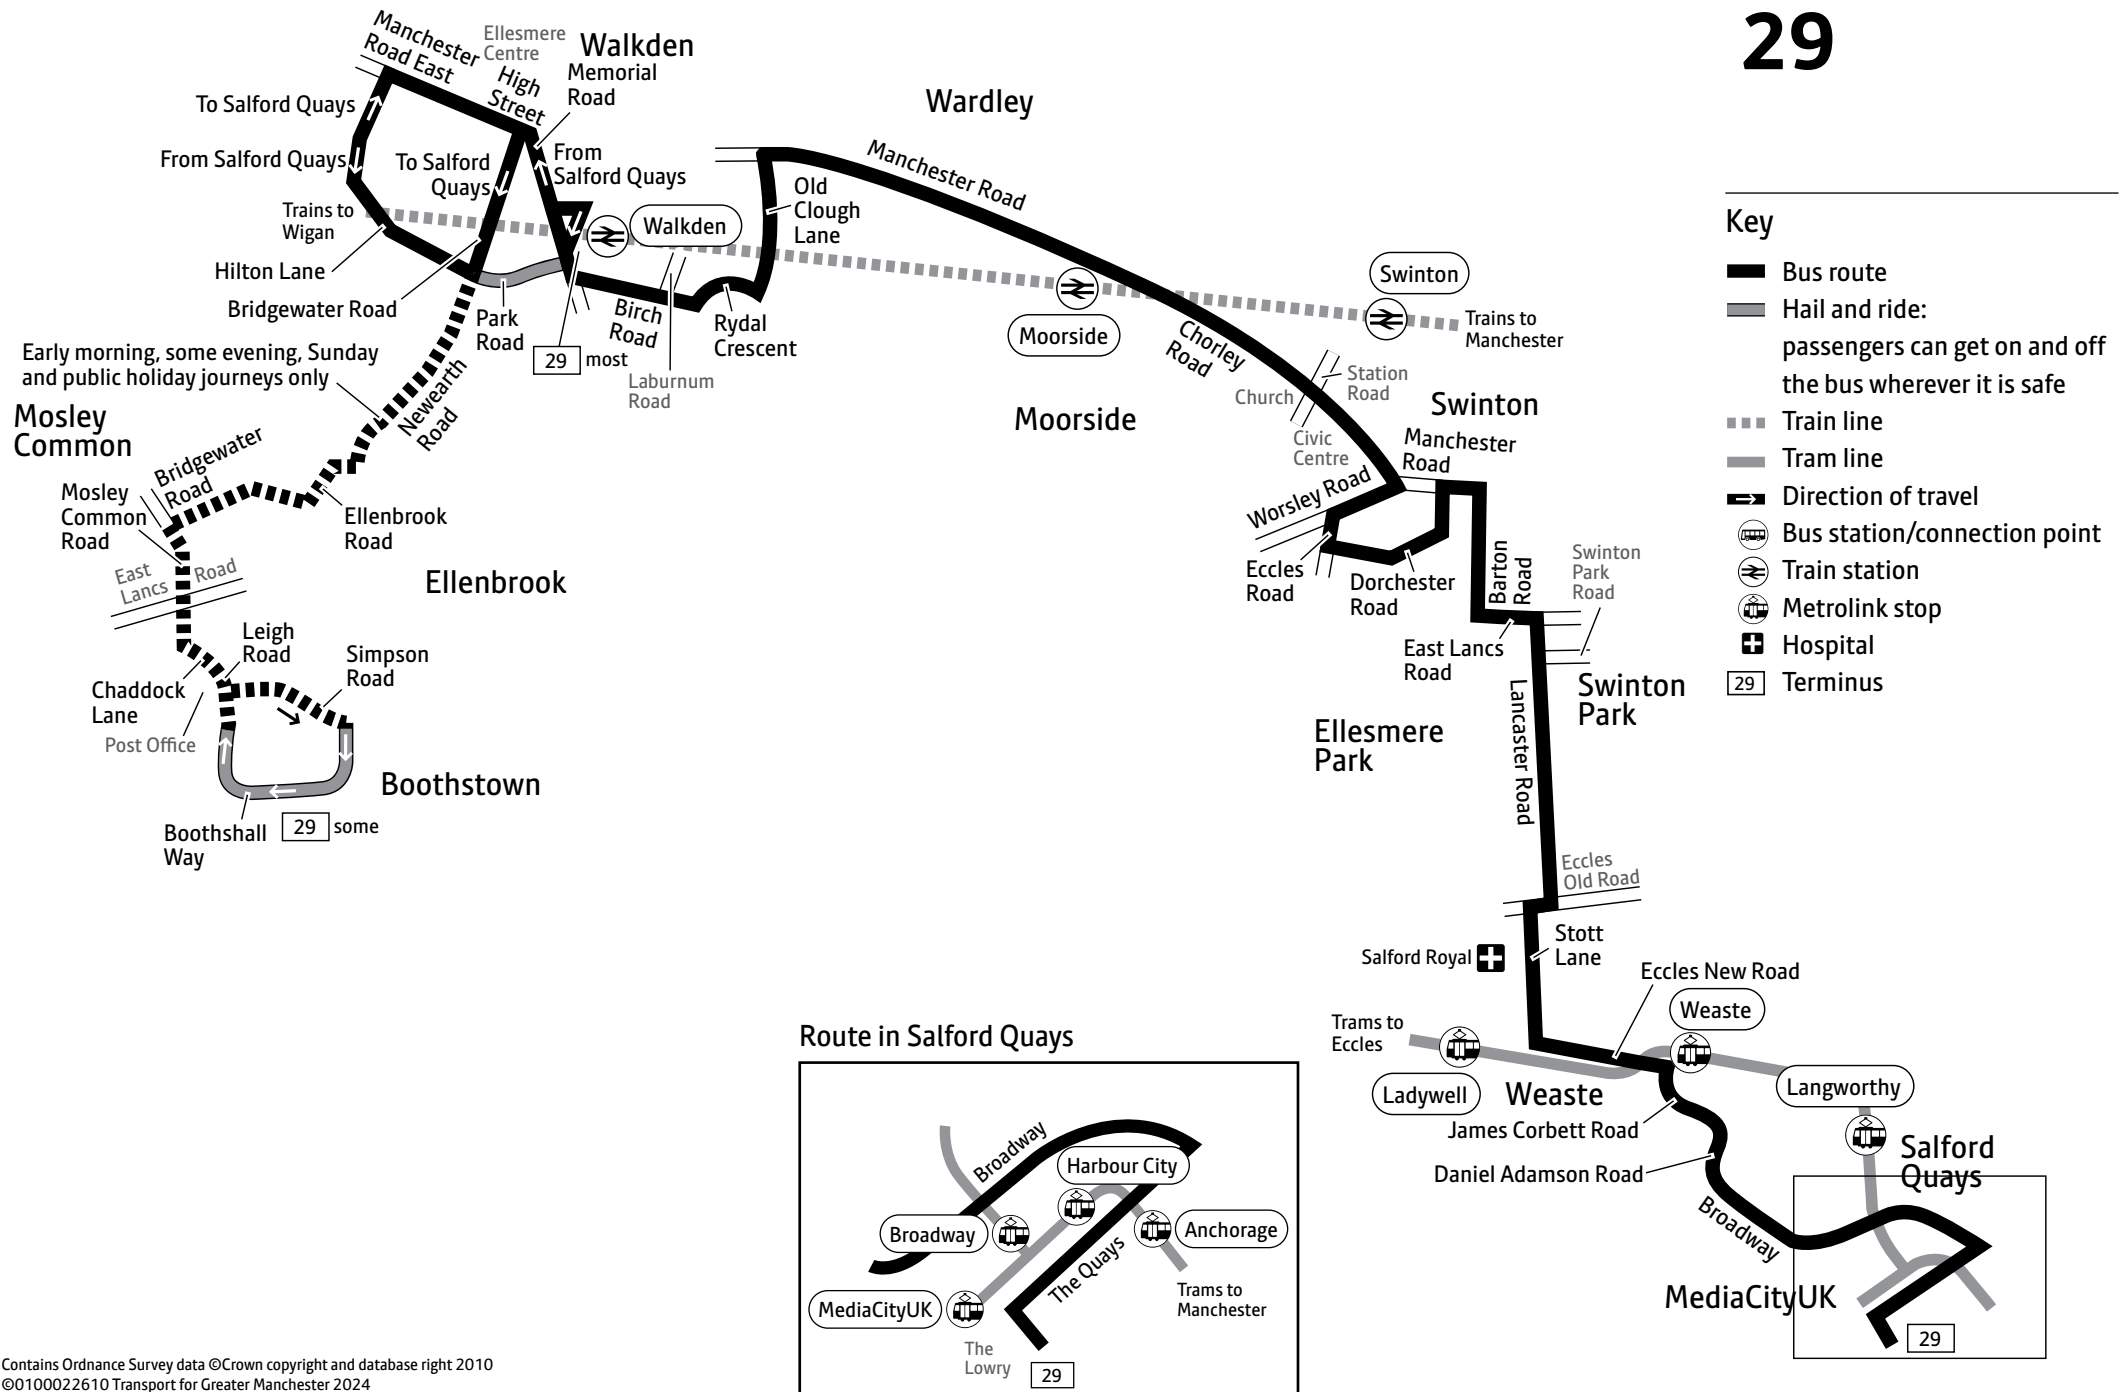 29
Manchester
Road East
Ellesmere
Centre
High
Street
Walkden
Memorial
Road
To Salford Quays
From Salford Quays
To Salford
Quays
From
Salford Quays
Trains to
Wigan
Hilton Lane
Bridgewater Road
Walkden
Park
Road
29 most
Birch
Road
Laburnum
Road
Rydal
Crescent
Old
Clough
Lane
Wardley
Manchester Road
Moorside
Moorside
Swinton
Trains to
Manchester
Chorley
Road
Church
Station
Road
Civic
Centre
Swinton
Manchester
Road
Worsley Road
Eccles
Road
Dorchester
Road
Barton
Road
East Lancs
Road
Swinton
Park
Road
Swinton
Park
Ellesmere
Park
Lancaster Road
Eccles
Old Road
Stott
Lane
Salford Royal
Eccles New Road
Weaste
Trams to
Eccles
Ladywell
Weaste
Langworthy
James Corbett Road
Daniel Adamson Road
Broadway
Salford
Quays
MediaCityUK
29
Early morning, some evening, Sunday
and public holiday journeys only
Newearth
Road
Mosley
Common
Bridgewater
Road
Mosley
Common
Road
Ellenbrook
Road
East
Lancs
Road
Ellenbrook
Leigh
Road
Simpson
Road
Chaddock
Lane
Post Office
Boothstown
Boothshall
Way
29 some
Key
Bus route
Hail and ride:
passengers can get on and off
the bus wherever it is safe
Train line
Tram line
Direction of travel
Bus station/connection point
Train station
Metrolink stop
Hospital
29 Terminus
Route in Salford Quays
Broadway
Harbour City
Broadway
Anchorage
The Quays
MediaCityUK
Trams to
Manchester
The
Lowry
29
Contains Ordnance Survey data ©Crown copyright and database right 2010
©0100022610 Transport for Greater Manchester 2024